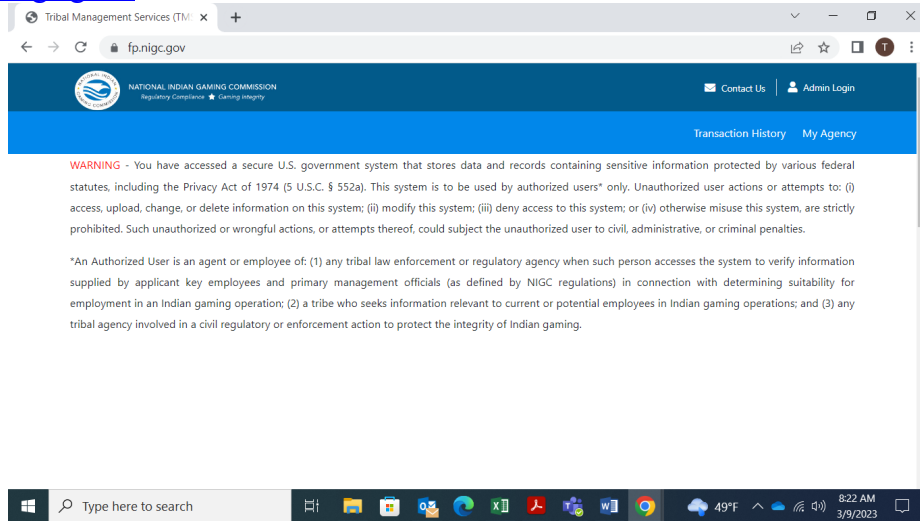 Tribal Management Services (TM
fp.nigc.gov
T
NATIONAL INDIAN GAMING COMMISSION
Regulatory Compliance ★ Gaming Integrity
Contact Us
Admin Login
Transaction History My Agency
WARNING - You have accessed a secure U.S. government system that stores data and records containing sensitive information protected by various federal
statutes, including the Privacy Act of 1974 (5 U.S.C. § 552a). This system is to be used by authorized users* only. Unauthorized user actions or attempts to: (i)
access, upload, change, or delete information on this system; (ii) modify this system; (iii) deny access to this system; or (iv) otherwise misuse this system, are strictly
prohibited. Such unauthorized or wrongful actions, or attempts thereof, could subject the unauthorized user to civil, administrative, or criminal penalties.
*An Authorized User is an agent or employee of: (1) any tribal law enforcement or regulatory agency when such person accesses the system to verify information
supplied by applicant key employees and primary management officials (as defined by NIGC regulations) in connection with determining suitability for
employment in an Indian gaming operation; (2) a tribe who seeks information relevant to current or potential employees in Indian gaming operations; and (3) any
tribal agency involved in a civil regulatory or enforcement action to protect the integrity of Indian gaming.
Type here to search
49°F
8:22 AM
3/9/2023